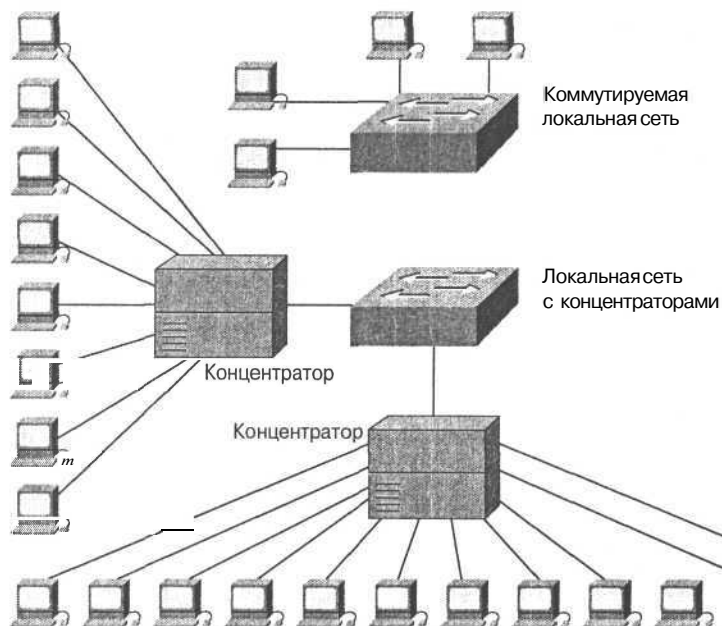 Коммутируемая
локальная сеть
Локальная сеть
с концентраторами
Концентратор
Концентратор
m